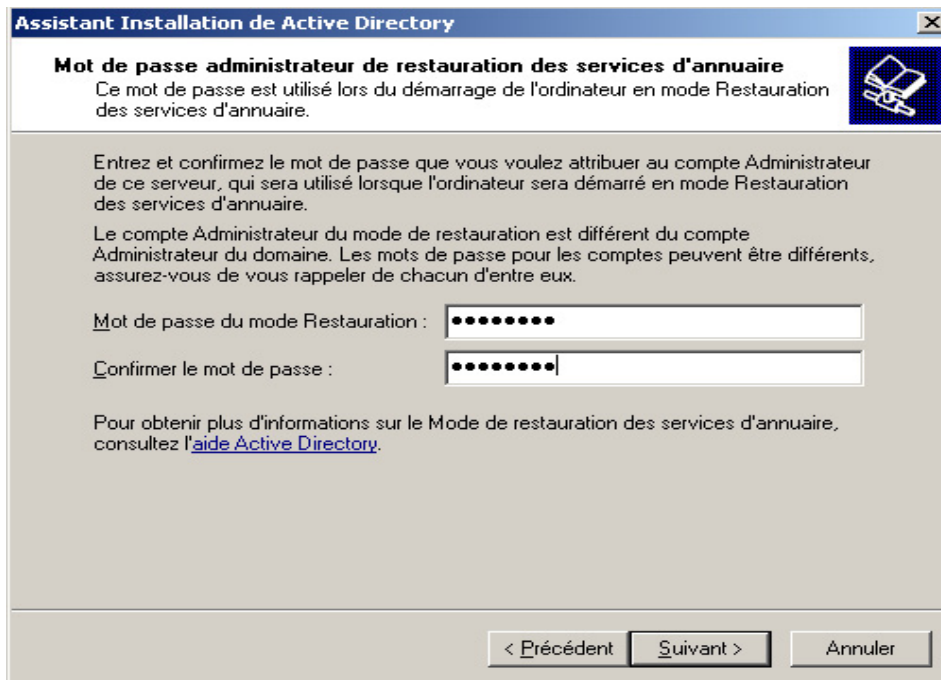 Assistant Installation de Active Directory
Mot de passe administrateur de restauration des services d'annuaire
Ce mot de passe est utilisé lors du démarrage de l'ordinateur en mode Restauration
des services d'annuaire.
Entrez et confirmez le mot de passe que vous voulez attribuer au compte Administrateur
de ce serveur, qui sera utilisé lorsque l'ordinateur sera démarré en mode Restauration
des services d'annuaire.
Le compte Administrateur du mode de restauration est différent du compte
Administrateur du domaine. Les mots de passe pour les comptes peuvent être différents,
assurez-vous de vous rappeler de chacun d'entre eux.
Mot de passe du mode Restauration : ●●●●●●●●
Confirmer le mot de passe : ●●●●●●●●
Pour obtenir plus d'informations sur le Mode de restauration des services d'annuaire,
consultez l'aide Active Directory.
< Précédent Suivant > Annuler